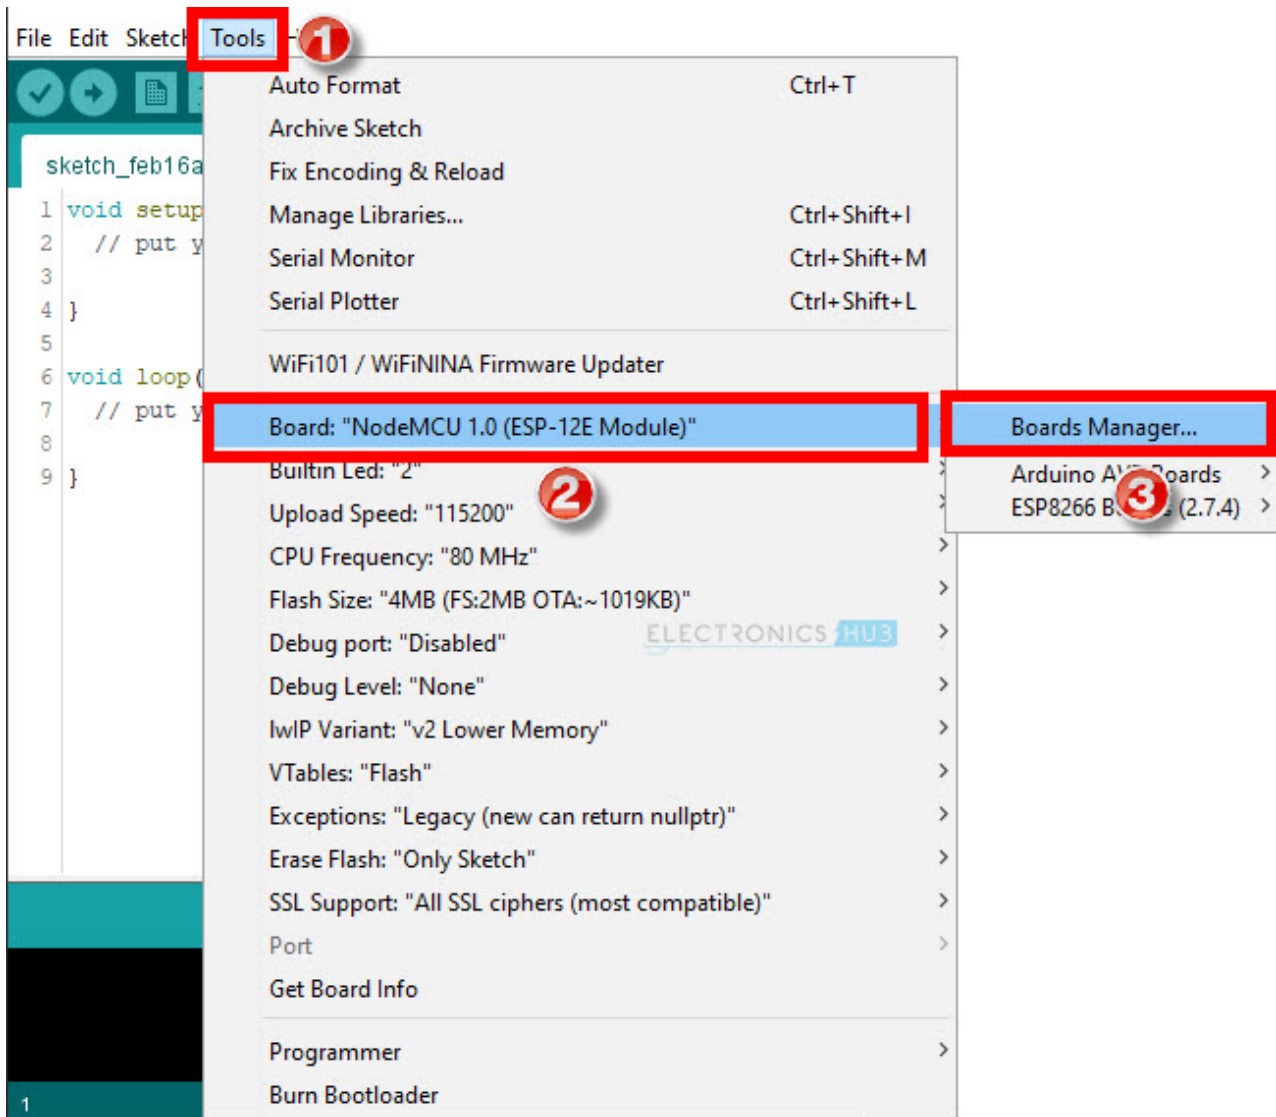 File Edit Sketch Tools
1
Auto Format Ctrl+T
Archive Sketch
sketch_feb16a
Fix Encoding & Reload
1 void setup
Manage Libraries... Ctrl+Shift+I
2 // put y
Serial Monitor Ctrl+Shift+M
3
Serial Plotter Ctrl+Shift+L
4 }
5
WiFi101 / WiFiNINA Firmware Updater
6 void loop(
7 // put y
Board: "NodeMCU 1.0 (ESP-12E Module)"
Boards Manager...
8
9 }
Builtin Led: "2"
Arduino Boards
2
3
Upload Speed: "115200"
ESP8266 (2.7.4)
CPU Frequency: "80 MHz"
Flash Size: "4MB (FS:2MB OTA:~1019KB)"
ELECTRONICS HUB
Debug port: "Disabled"
Debug Level: "None"
lwIP Variant: "v2 Lower Memory"
VTables: "Flash"
Exceptions: "Legacy (new can return nullptr)"
Erase Flash: "Only Sketch"
SSL Support: "All SSL ciphers (most compatible)"
Port
Get Board Info
Programmer
Burn Bootloader
1